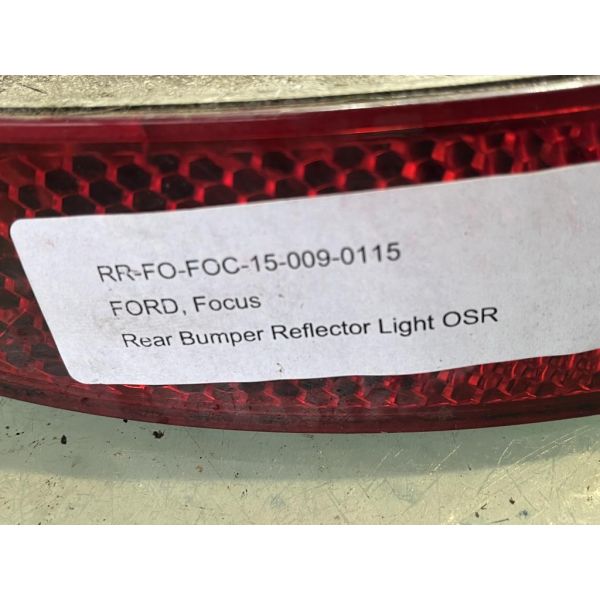 RR-FO-FOC-15-009-0115
FORD, Focus
Rear Bumper Reflector Light OSR